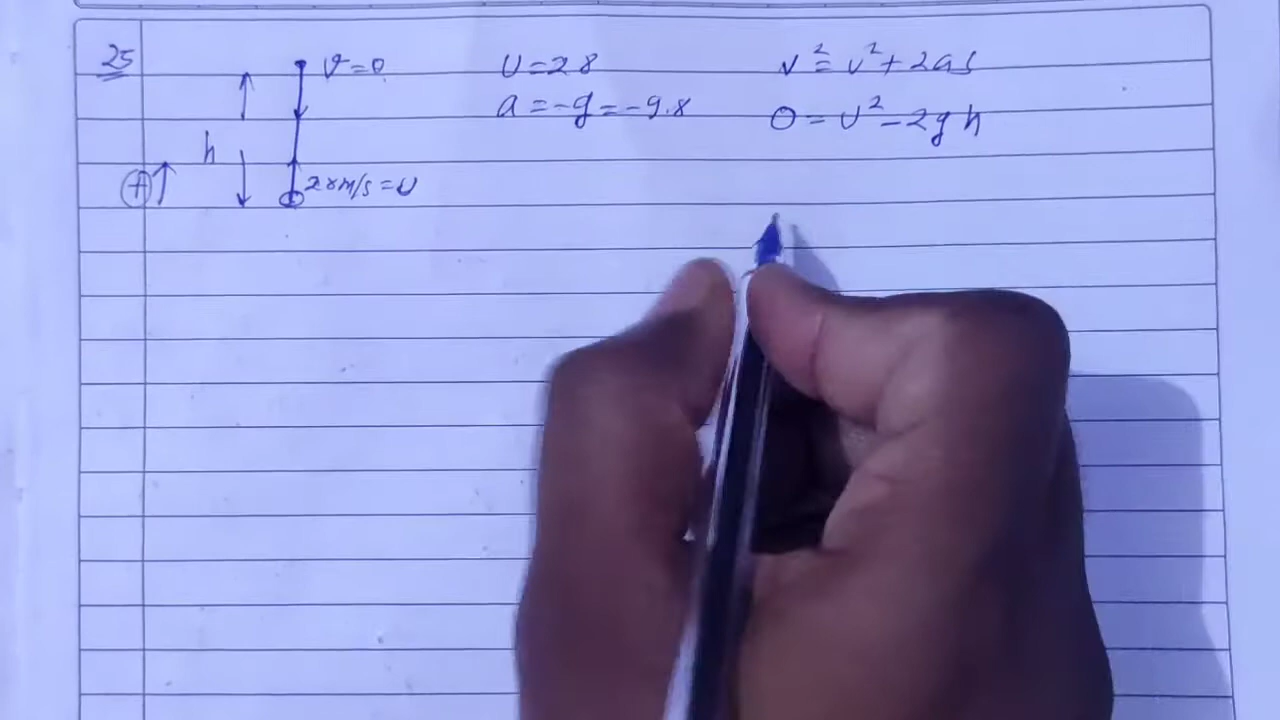 25
v=0
h
+
28m/s = U
U = 28
a = -g = -9.8
v² = u² + 2as
0 = u² - 2gh